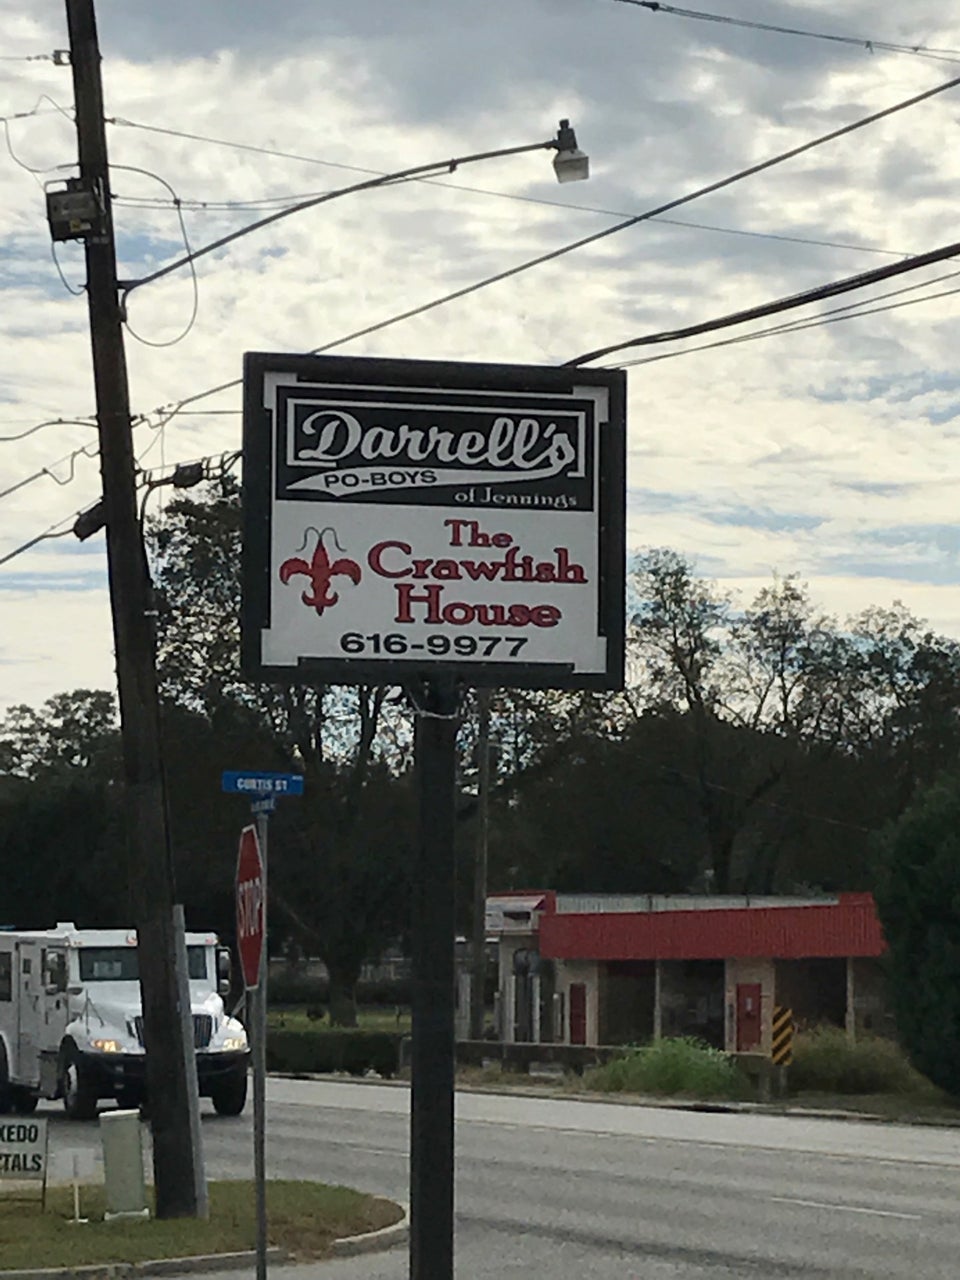 Darrell's
PO-BOYS
of Jennings
The
Crawfish
House
616-9977
CURTIS ST
STOP
XEDO
TALS